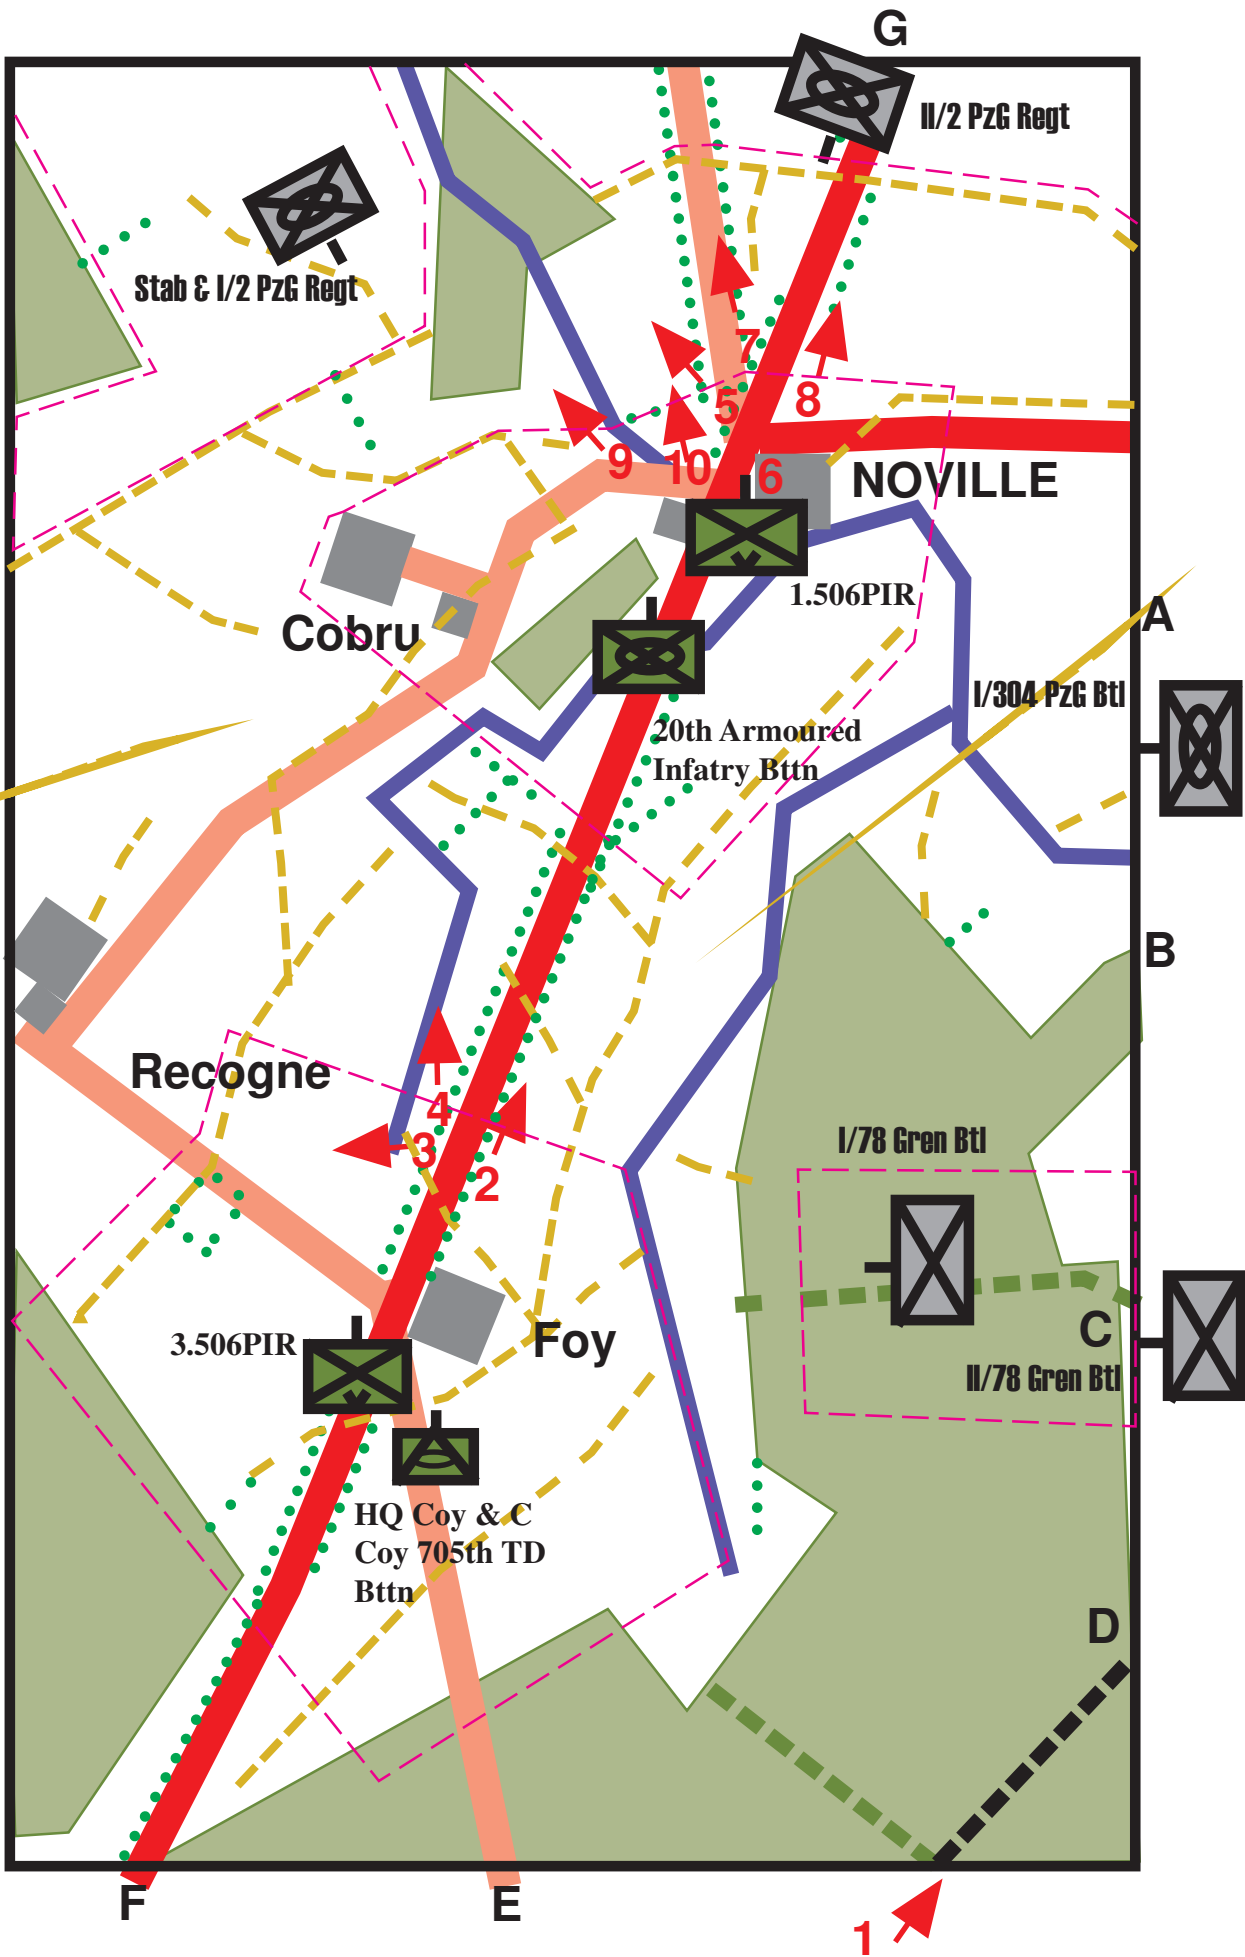 G
II/2 PzG Regt
Stab & I/2 PzG Regt
7
8
5
9
10
6
NOVILLE
1.506PIR
A
Cobru
I/304 PzG Btl
20th Armoured
Infatry Bttn
B
Recogne
4
3
2
I/78 Gren Btl
C
3.506PIR
Foy
II/78 Gren Btl
HQ Coy & C
Coy 705th TD
Bttn
D
F
E
1